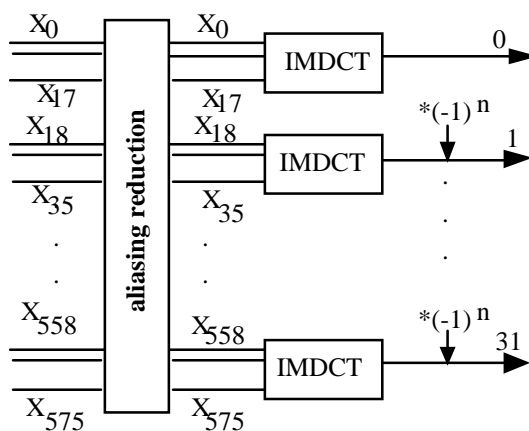 X0 X0 0
IMDCT
X17 X17 *(-1) n
X18 X18 1
IMDCT
X35 X35
aliasing reduction
X558 X558 *(-1) n
31
IMDCT
X575 X575